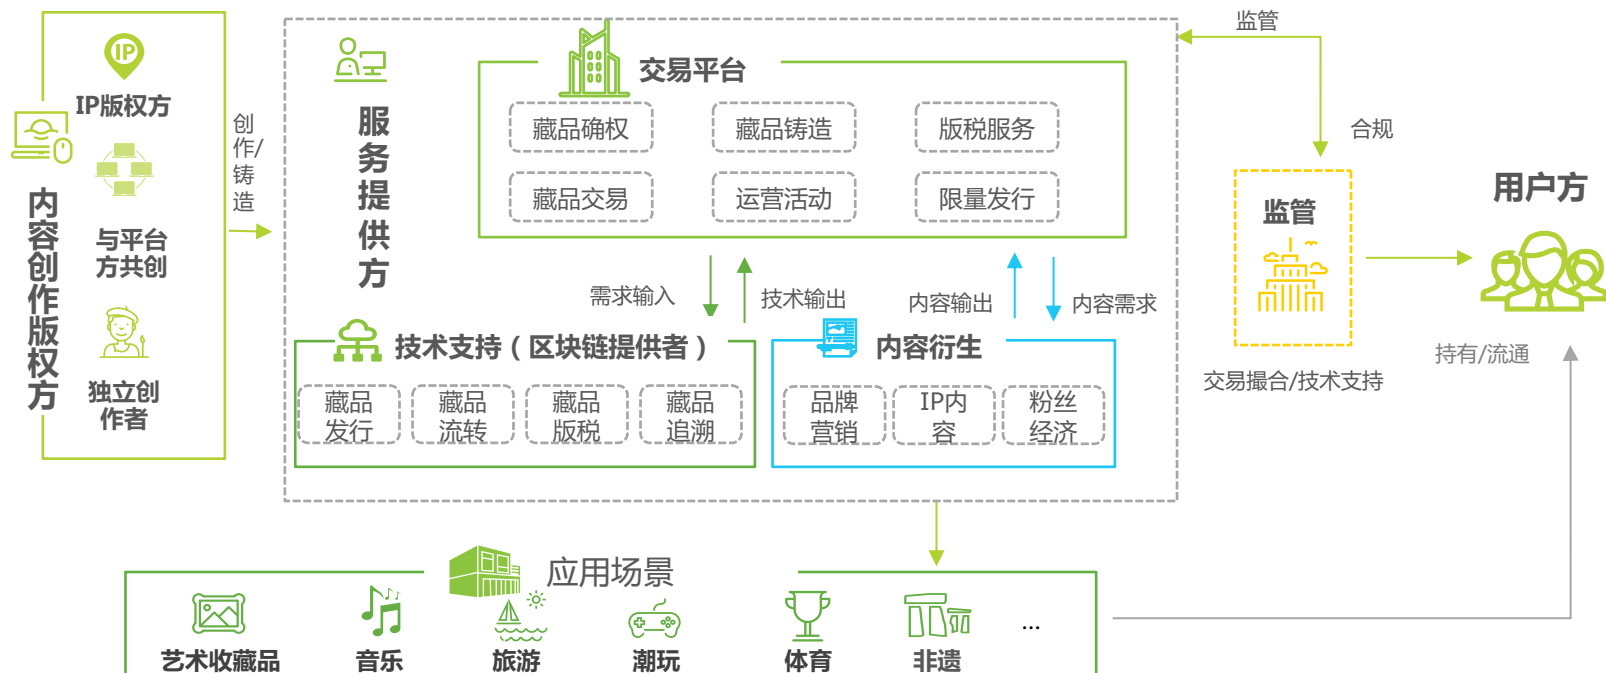 IP
IP版权方
与平台
方共创
独立创
作者
内容创作版权方
创
作/
铸
造
服务提供方
交易平台
藏品确权
藏品铸造
版税服务
藏品交易
运营活动
限量发行
需求输入
技术输出
内容输出
内容需求
技术支持（区块链提供者）
藏品
发行
藏品
流转
藏品
版税
藏品
追溯
内容衍生
品牌
营销
IP内
容
粉丝
经济
监管
合规
监管
交易撮合/技术支持
用户方
持有/流通
应用场景
艺术收藏品
音乐
旅游
潮玩
体育
非遗
...